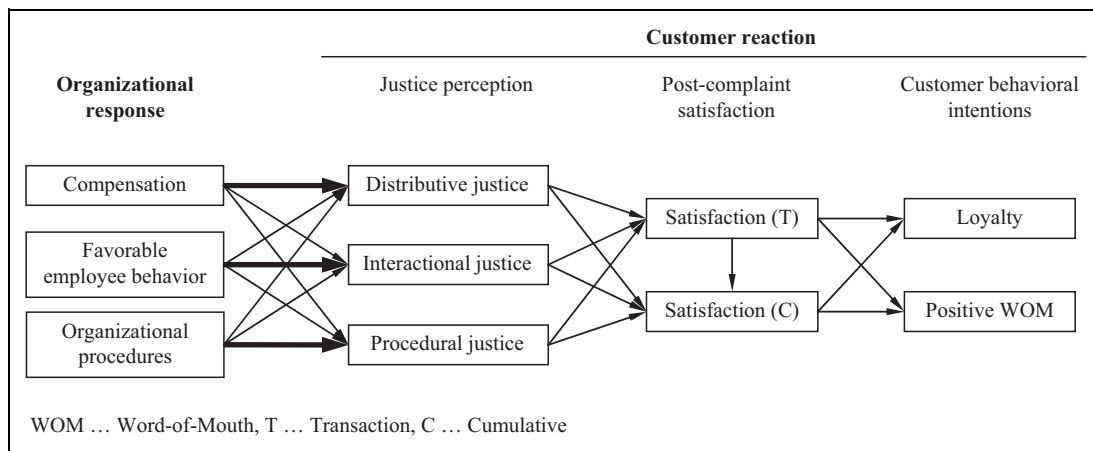 Customer reaction
Organizational
response
Justice perception
Post-complaint
satisfaction
Customer behavioral
intentions
Compensation
Favorable
employee behavior
Organizational
procedures
Distributive justice
Interactional justice
Procedural justice
Satisfaction (T)
Satisfaction (C)
Loyalty
Positive WOM
WOM … Word-of-Mouth, T … Transaction, C … Cumulative